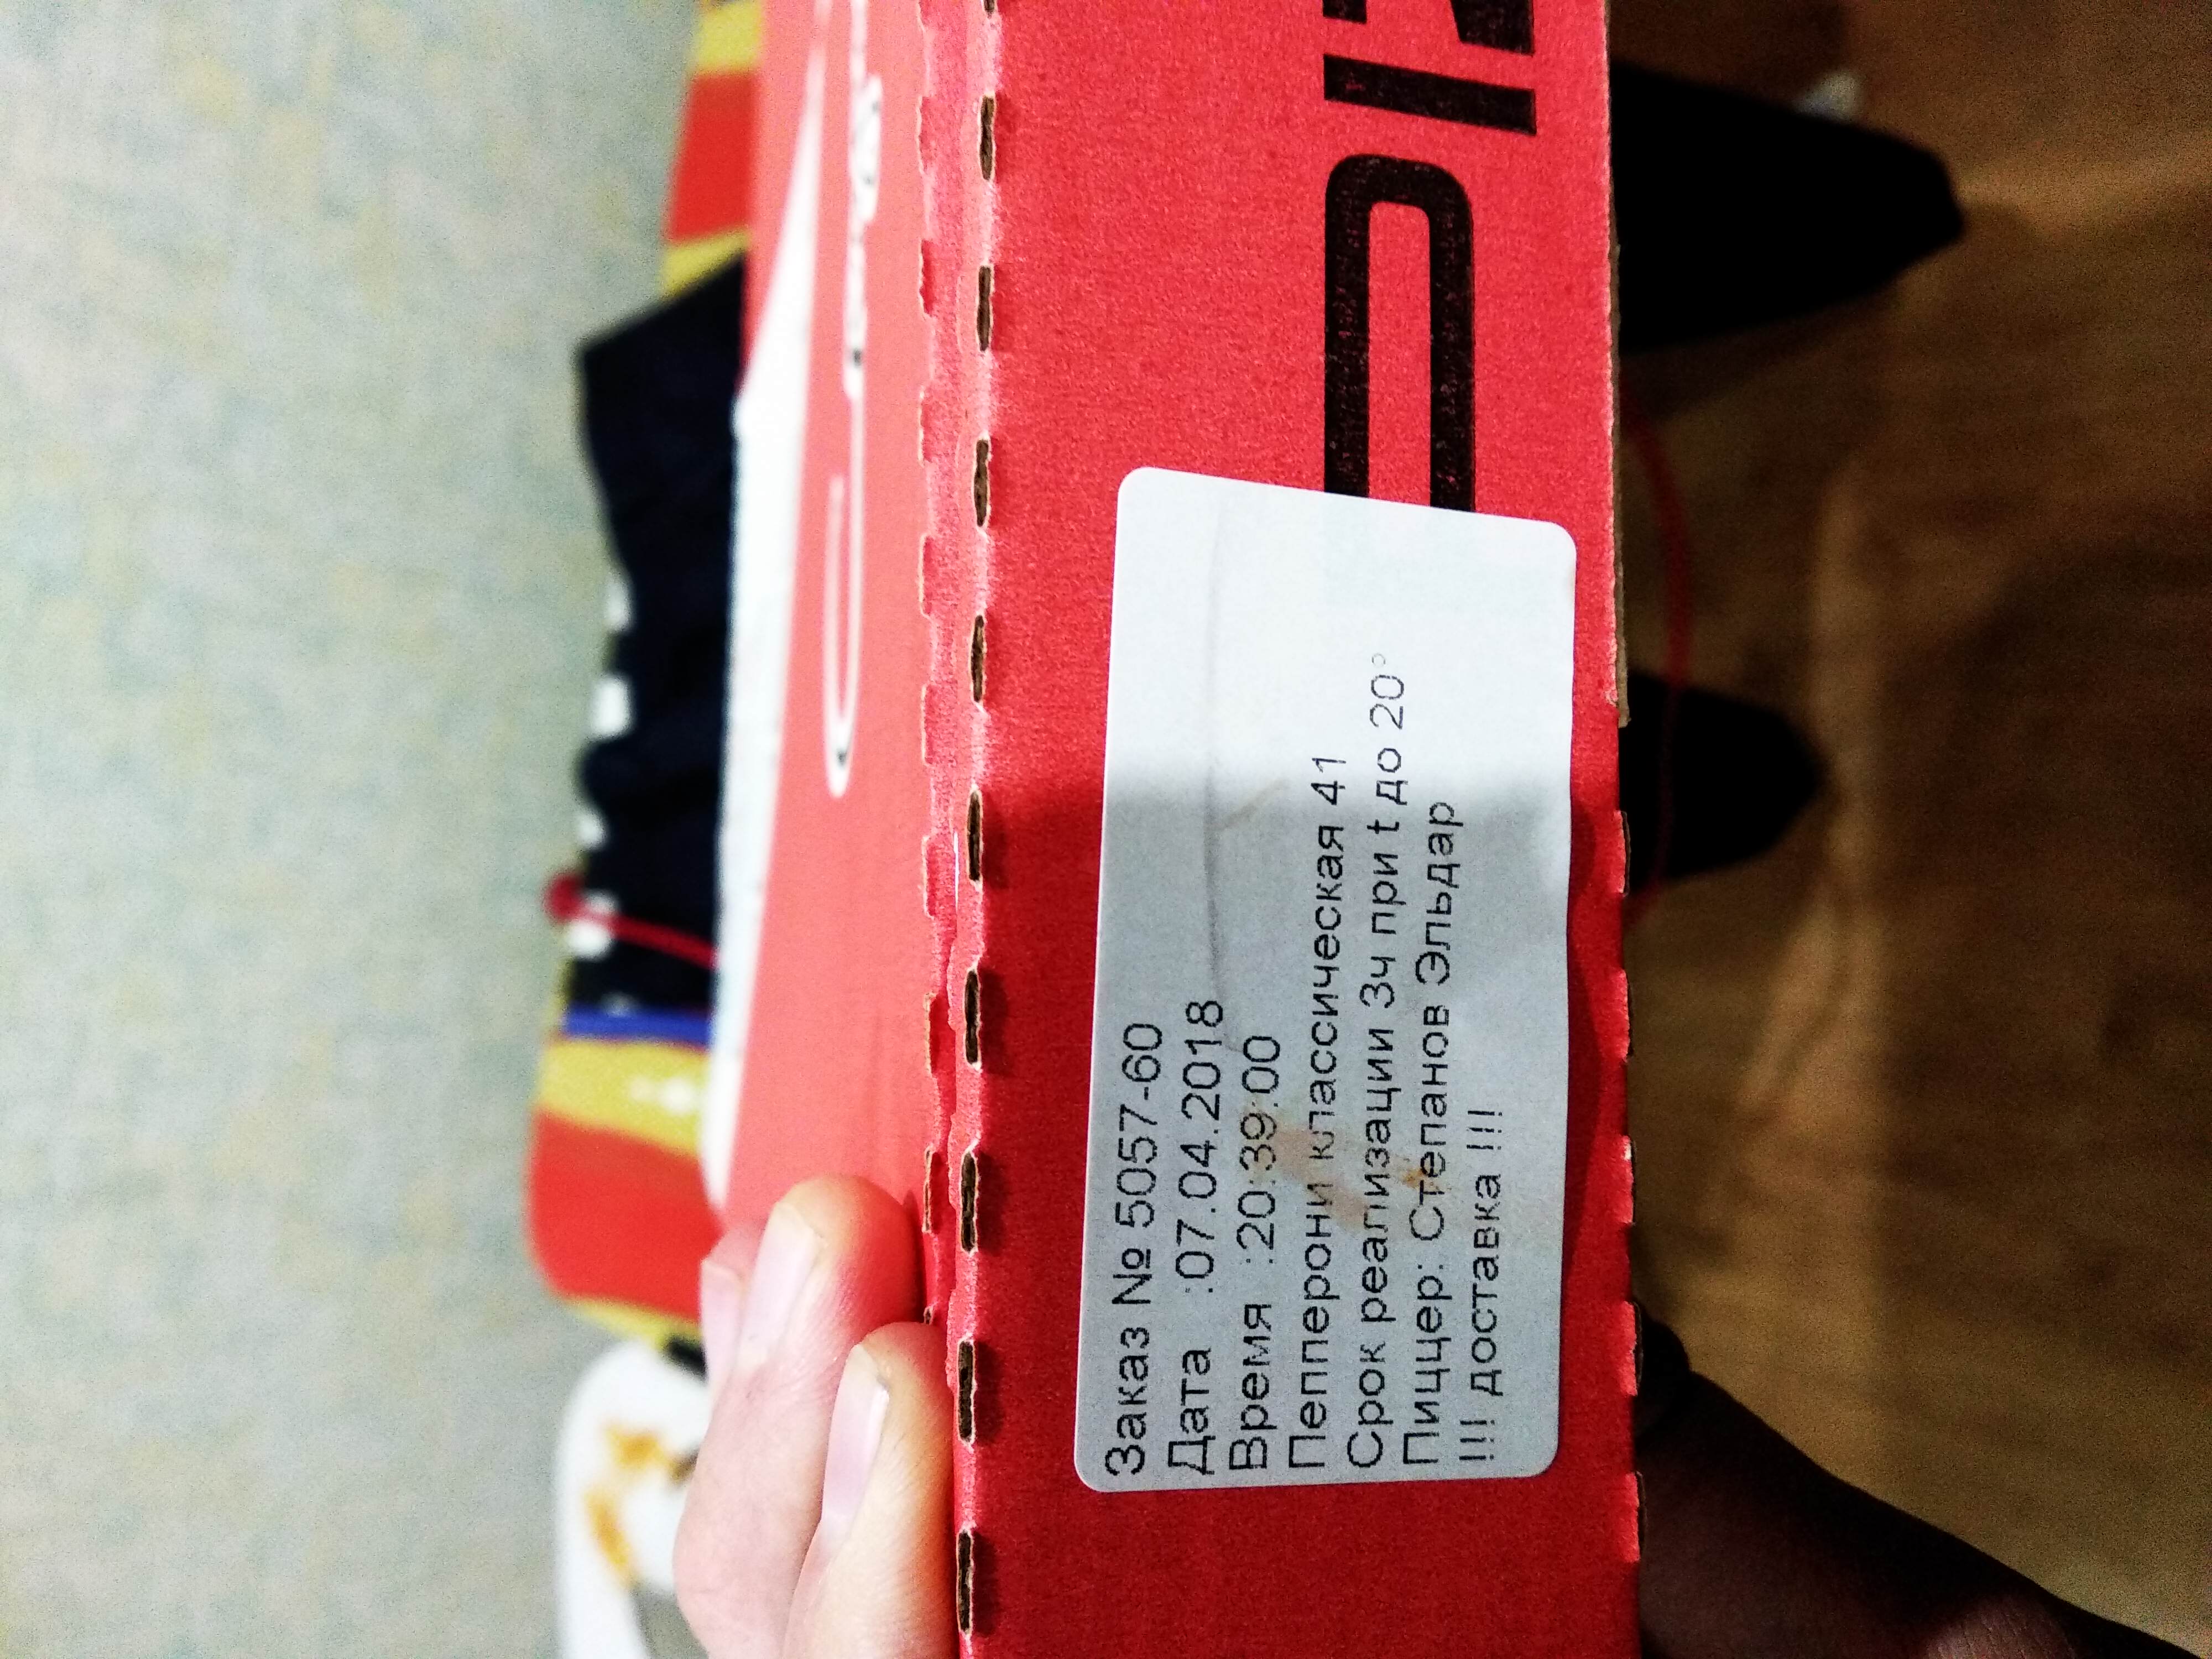 Заказ № 5057-60
Дата :07.04.2018
Время :20:39:00
Пепперони классическая 41
Срок реализации 3ч при t до 20°
Пиццер: Степанов Эльдар
!!! доставка !!!